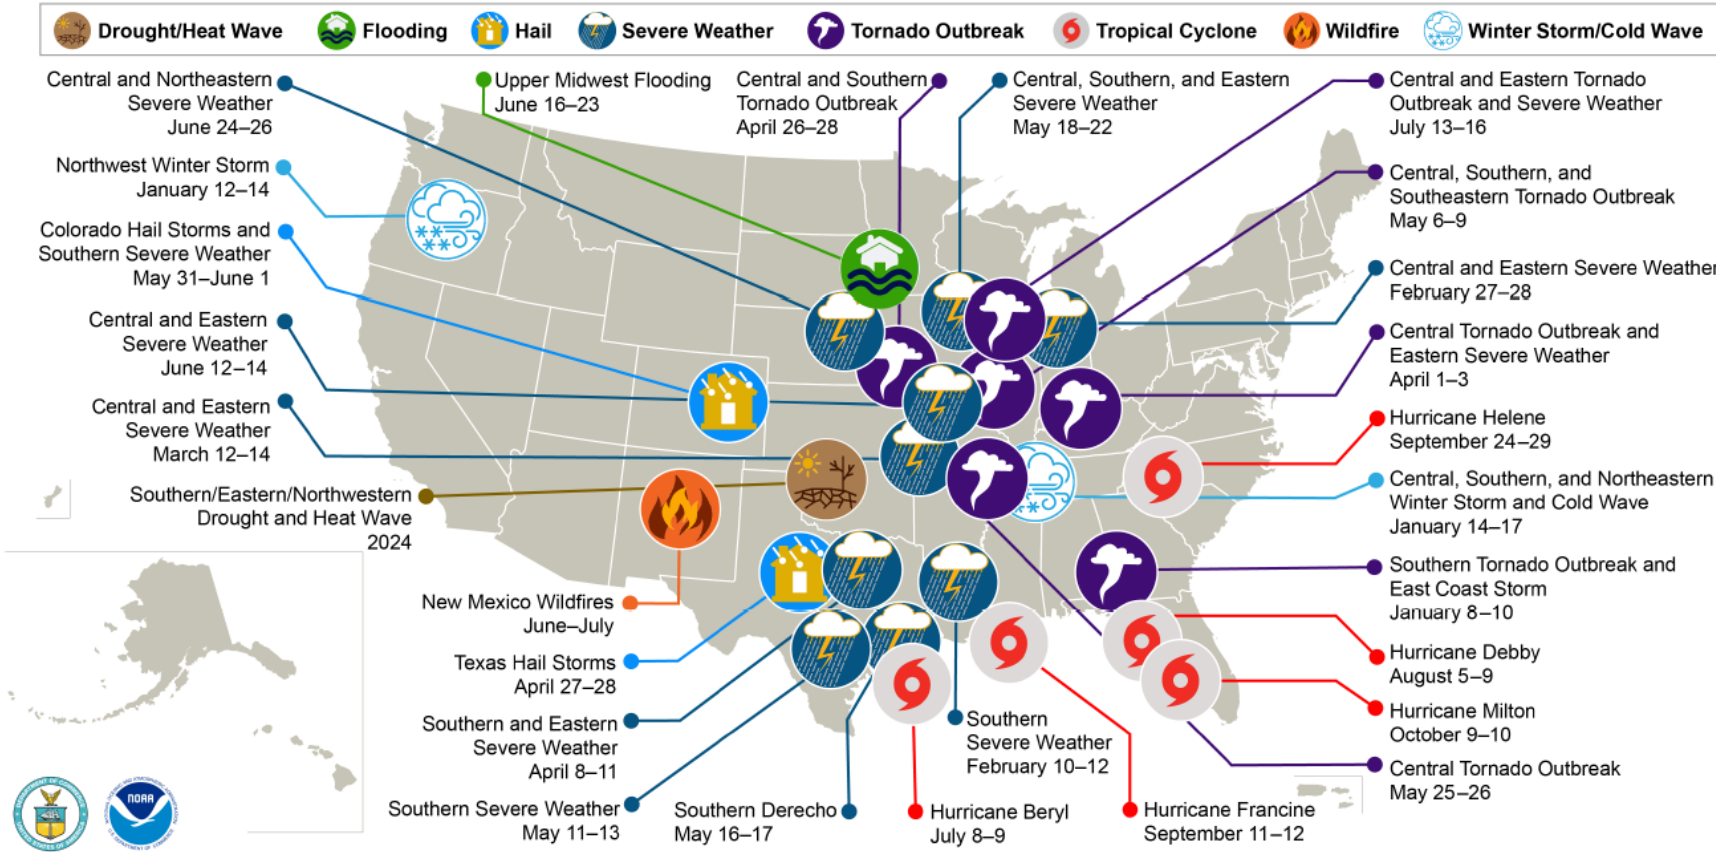 Drought/Heat Wave
Flooding
Hail
Severe Weather
Tornado Outbreak
Tropical Cyclone
Wildfire
Winter Storm/Cold Wave
Central and Northeastern
Severe Weather
June 24–26
Upper Midwest Flooding
June 16–23
Central and Southern
Tornado Outbreak
April 26–28
Central, Southern, and Eastern
Severe Weather
May 18–22
Central and Eastern Tornado
Outbreak and Severe Weather
July 13–16
Northwest Winter Storm
January 12–14
Central, Southern, and
Southeastern Tornado Outbreak
May 6–9
Colorado Hail Storms and
Southern Severe Weather
May 31–June 1
Central and Eastern Severe Weather
February 27–28
Central and Eastern
Severe Weather
June 12–14
Central Tornado Outbreak and
Eastern Severe Weather
April 1–3
Central and Eastern
Severe Weather
March 12–14
Hurricane Helene
September 24–29
Southern/Eastern/Northwestern
Drought and Heat Wave
2024
Central, Southern, and Northeastern
Winter Storm and Cold Wave
January 14–17
Southern Tornado Outbreak and
East Coast Storm
January 8–10
New Mexico Wildfires
June–July
Hurricane Debby
August 5–9
Texas Hail Storms
April 27–28
Hurricane Milton
October 9–10
Southern and Eastern
Severe Weather
April 8–11
Southern
Severe Weather
February 10–12
Central Tornado Outbreak
May 25–26
Southern Severe Weather
May 11–13
Southern Derecho
May 16–17
Hurricane Beryl
July 8–9
Hurricane Francine
September 11–12
DEPARTMENT OF COMMERCE
UNITED STATES OF AMERICA
NOAA